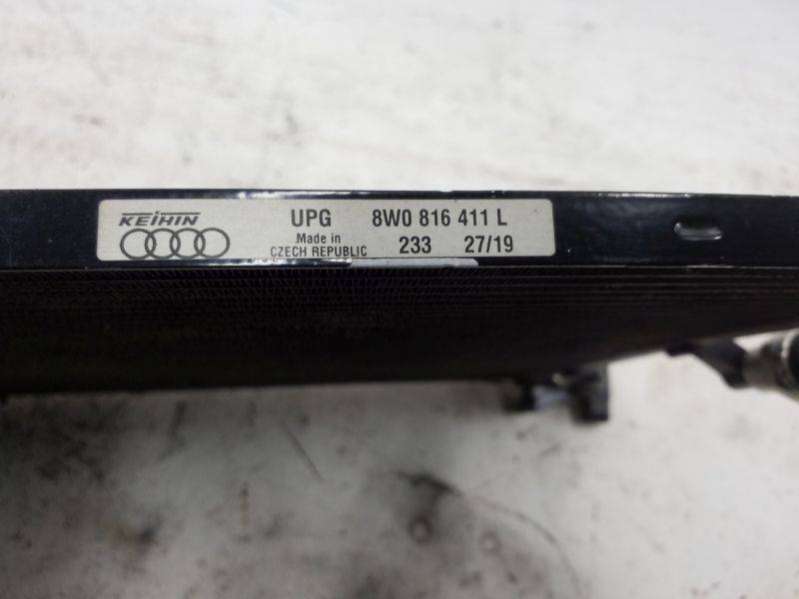 KEIHIN UPG 8W0 816 411 L
Made in
CZECH REPUBLIC 233 27/19